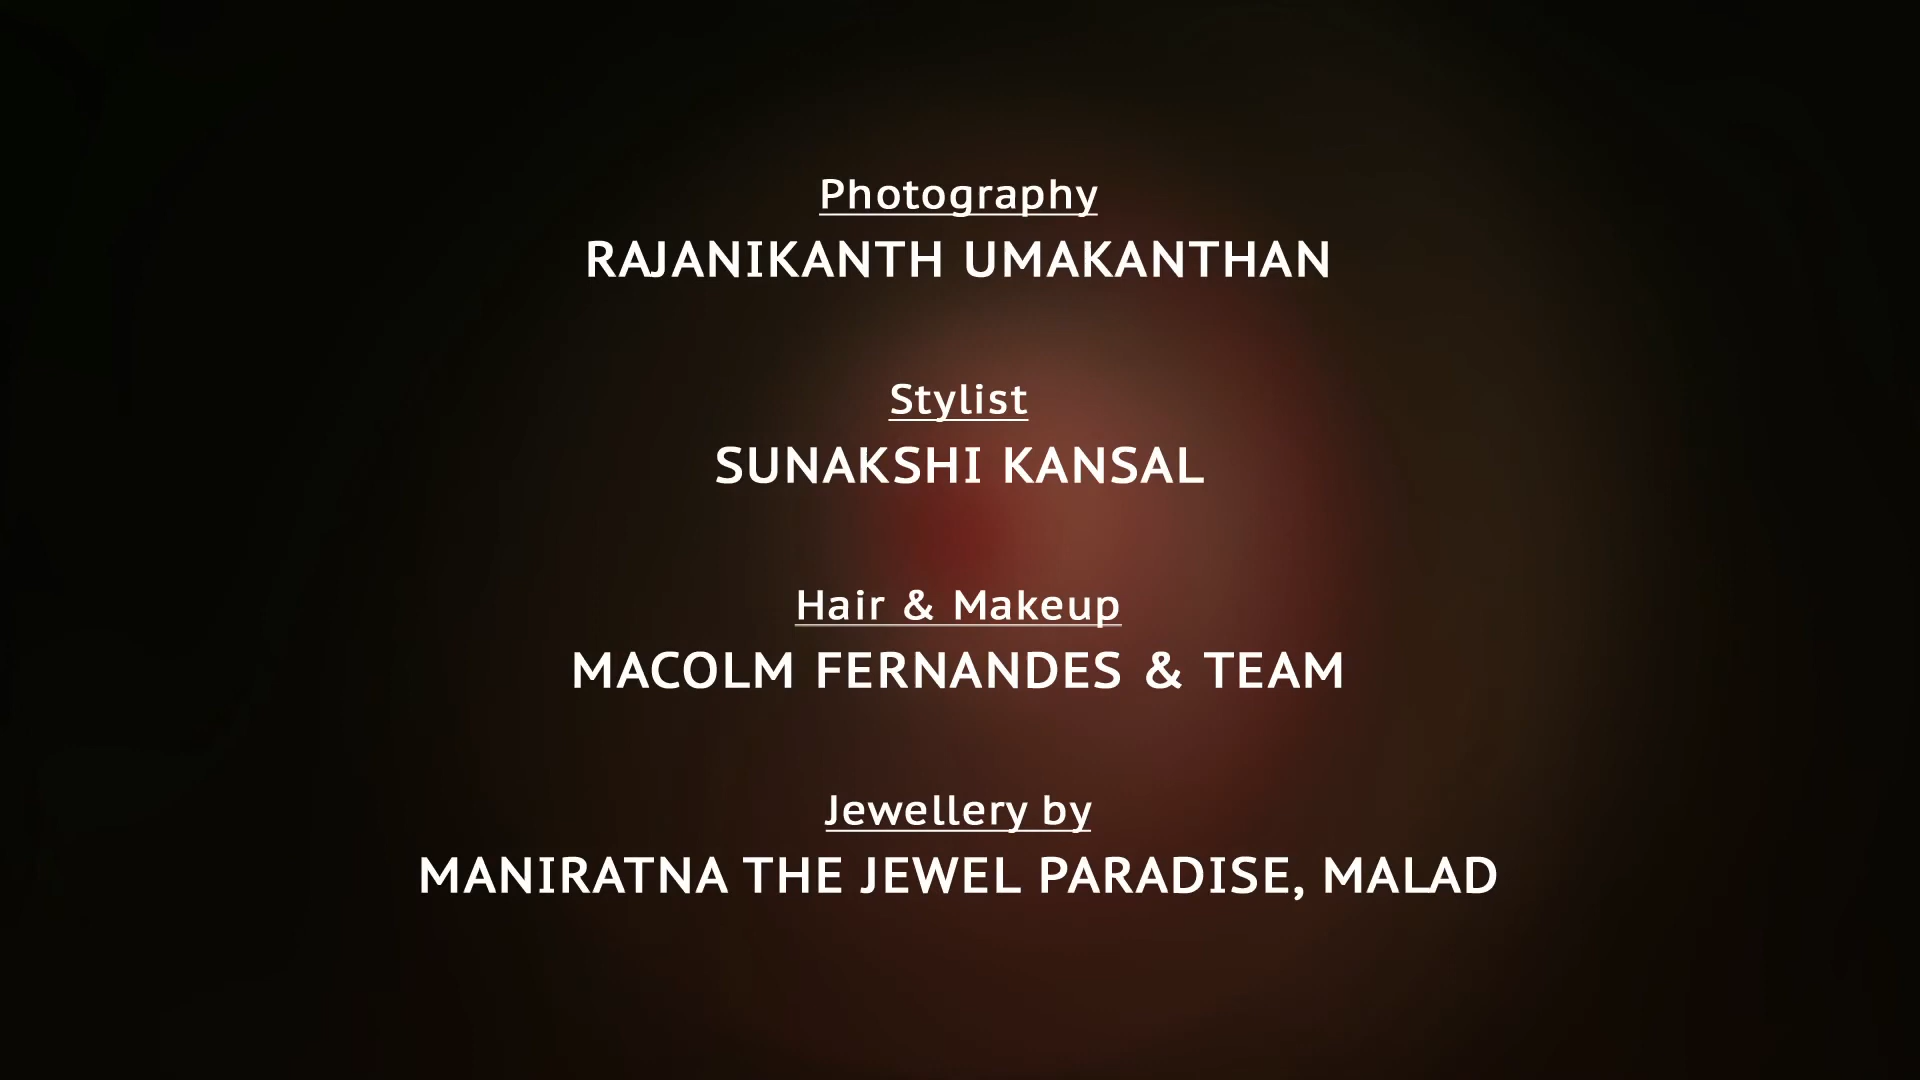 Photography
RAJANIKANTH UMAKANTHAN
Stylist
SUNAKSHI KANSAL
Hair & Makeup
MACOLM FERNANDES & TEAM
Jewellery by
MANIRATNA THE JEWEL PARADISE, MALAD